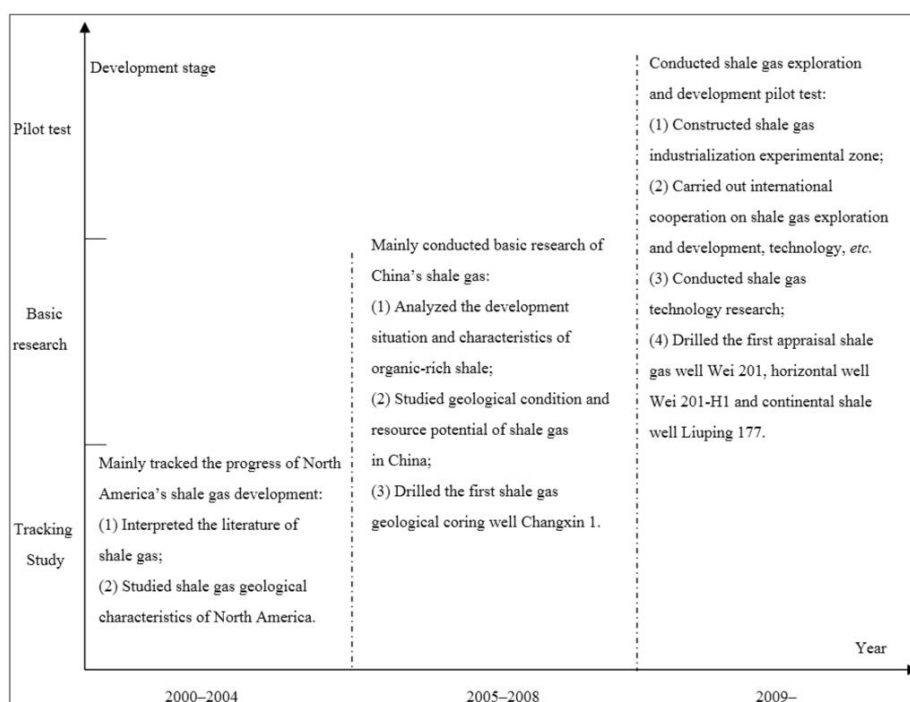 Development stage
Pilot test
Basic
research
Tracking
Study
Mainly tracked the progress of North
America’s shale gas development:
(1) Interpreted the literature of
shale gas;
(2) Studied shale gas geological
characteristics of North America.
Mainly conducted basic research of
China’s shale gas:
(1) Analyzed the development
situation and characteristics of
organic-rich shale;
(2) Studied geological condition and
resource potential of shale gas
in China;
(3) Drilled the first shale gas
geological coring well Changxin 1.
Conducted shale gas exploration
and development pilot test:
(1) Constructed shale gas
industrialization experimental zone;
(2) Carried out international
cooperation on shale gas exploration
and development, technology, etc.
(3) Conducted shale gas
technology research;
(4) Drilled the first appraisal shale
gas well Wei 201, horizontal well
Wei 201-H1 and continental shale
well Liuping 177.
Year
2000–2004
2005–2008
2009–